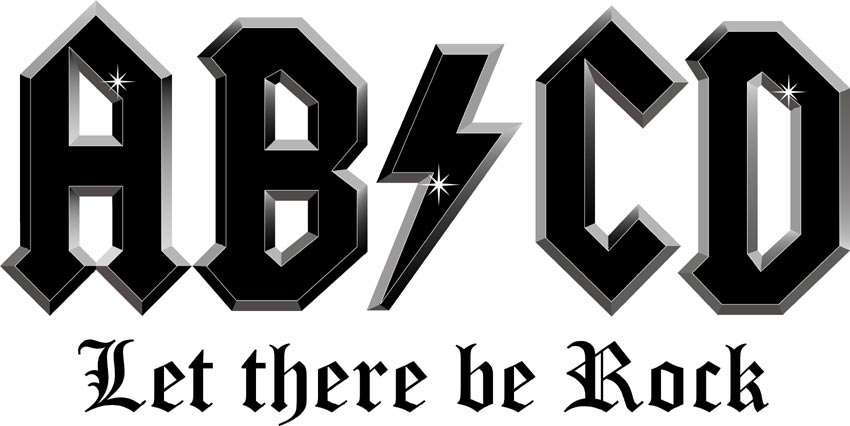 AB⚡CD
Let there be Rock